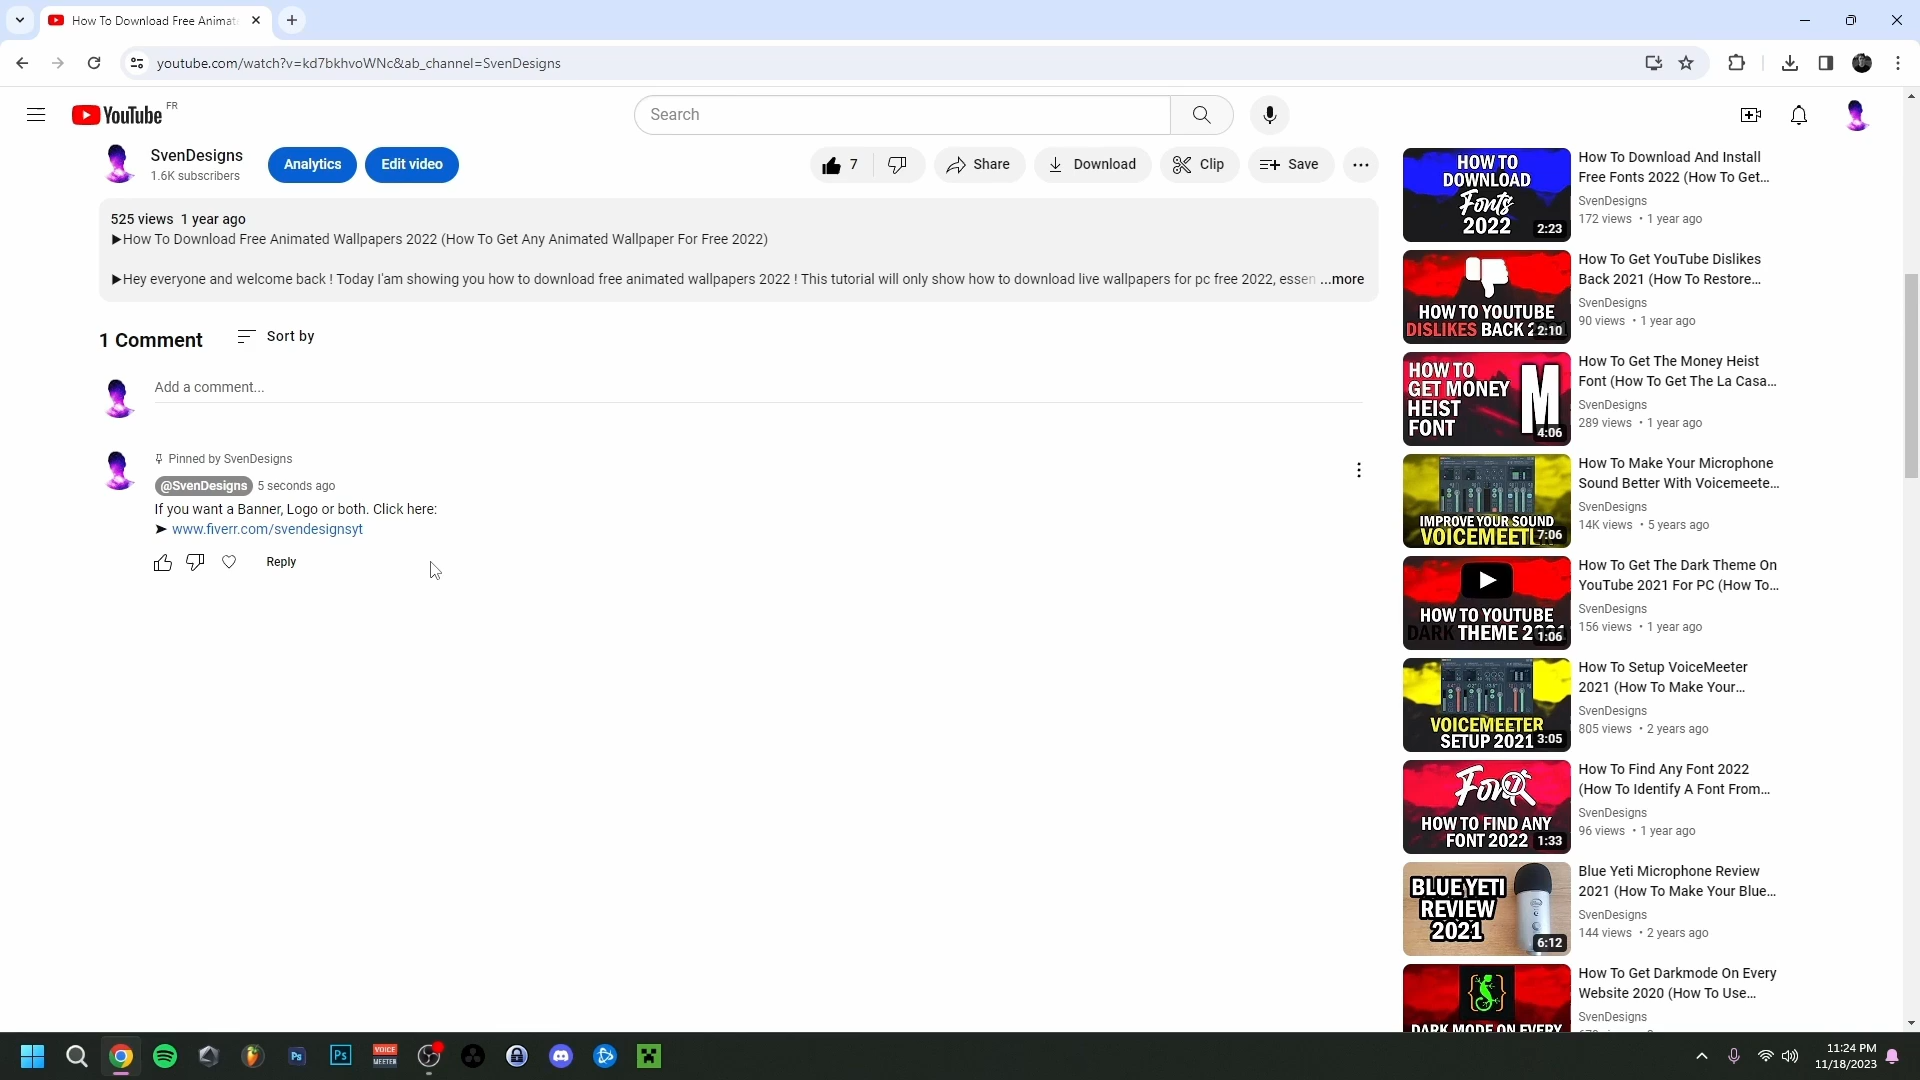 How To Download Free Animat
youtube.com/watch?v=kd7bkhvoWNc&ab_channel=SvenDesigns
YouTube FR
Search
SvenDesigns
1.6K subscribers
Analytics
Edit video
7
Share
Download
Clip
Save
525 views 1 year ago
▶How To Download Free Animated Wallpapers 2022 (How To Get Any Animated Wallpaper For Free 2022)
▶Hey everyone and welcome back ! Today I'am showing you how to download free animated wallpapers 2022 ! This tutorial will only show how to download live wallpapers for pc free 2022, essen ...more
1 Comment
Sort by
Add a comment...
Pinned by SvenDesigns
@SvenDesigns 5 seconds ago
If you want a Banner, Logo or both. Click here:
➤ www.fiverr.com/svendesignsyt
Reply
HOW TO
DOWNLOAD
Fonts
2022
2:23
How To Download And Install
Free Fonts 2022 (How To Get...
SvenDesigns
172 views • 1 year ago
HOW TO YOUTUBE
DISLIKES BACK 2
2:10
How To Get YouTube Dislikes
Back 2021 (How To Restore...
SvenDesigns
90 views • 1 year ago
HOW TO
GET MONEY
HEIST
FONT
M
4:06
How To Get The Money Heist
Font (How To Get The La Casa...
SvenDesigns
289 views • 1 year ago
IMPROVE YOUR SOUND
VOICEMEET
7:06
How To Make Your Microphone
Sound Better With Voicemeete...
SvenDesigns
14K views • 5 years ago
HOW TO YOUTUBE
DARK THEME 2021
1:06
How To Get The Dark Theme On
YouTube 2021 For PC (How To...
SvenDesigns
156 views • 1 year ago
VOICEMEETER
SETUP 2021
3:05
How To Setup VoiceMeeter
2021 (How To Make Your...
SvenDesigns
805 views • 2 years ago
Font
HOW TO FIND ANY
FONT 2022
1:33
How To Find Any Font 2022
(How To Identify A Font From...
SvenDesigns
96 views • 1 year ago
BLUE YETI
REVIEW
2021
6:12
Blue Yeti Microphone Review
2021 (How To Make Your Blue...
SvenDesigns
144 views • 2 years ago
DARK MODE ON EVERY
How To Get Darkmode On Every
Website 2020 (How To Use...
SvenDesigns
Ps
Ps
VOICE
MEETER
11:24 PM
11/18/2023